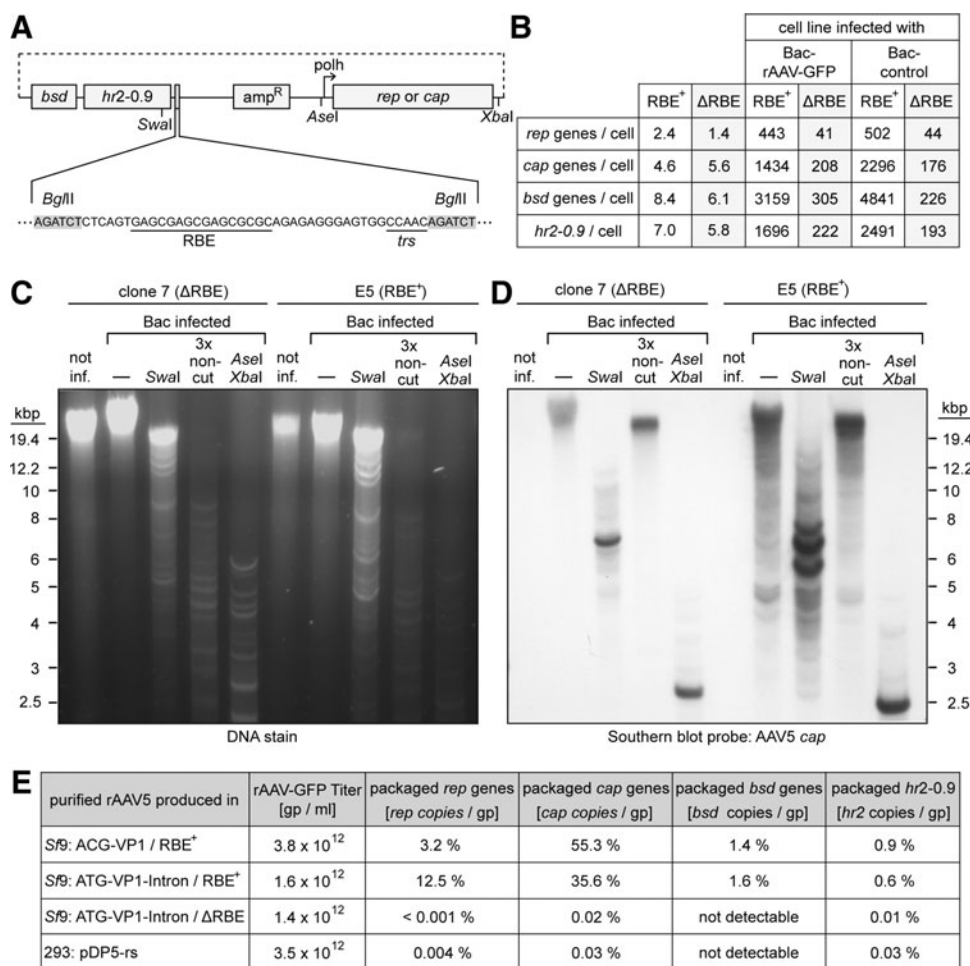 A
polh
bsd
hr2-0.9
ampR
rep or cap
SwaI
AseI
XbaI
BglII
BglII
···AGATCTCTCAGTGAGCGAGCGAGCGCGCAGAGAGGGAGTGGCCAACAGATCT···
RBE
trs
B
cell line infected with
Bac-rAAV-GFP
Bac-control
RBE+ ΔRBE RBE+ ΔRBE RBE+ ΔRBE
rep genes / cell 2.4 1.4 443 41 502 44
cap genes / cell 4.6 5.6 1434 208 2296 176
bsd genes / cell 8.4 6.1 3159 305 4841 226
hr2-0.9 / cell 7.0 5.8 1696 222 2491 193
C
clone 7 (ΔRBE) E5 (RBE+)
Bac infected Bac infected
not inf. — SwaI 3x non-cut AseI XbaI not inf. — SwaI 3x non-cut AseI XbaI
kbp
19.4
12.2
10
8
6
5
4
3
2.5
DNA stain
D
clone 7 (ΔRBE) E5 (RBE+)
Bac infected Bac infected
not inf. — SwaI 3x non-cut AseI XbaI not inf. — SwaI 3x non-cut AseI XbaI
kbp
19.4
12.2
10
8
6
5
4
3
2.5
Southern blot probe: AAV5 cap
E
purified rAAV5 produced in rAAV-GFP Titer [gp / ml] packaged rep genes [rep copies / gp] packaged cap genes [cap copies / gp] packaged bsd genes [bsd copies / gp] packaged hr2-0.9 [hr2 copies / gp]
Sf9: ACG-VP1 / RBE+ 3.8 x 10^12 3.2 % 55.3 % 1.4 % 0.9 %
Sf9: ATG-VP1-Intron / RBE+ 1.6 x 10^12 12.5 % 35.6 % 1.6 % 0.6 %
Sf9: ATG-VP1-Intron / ΔRBE 1.4 x 10^12 < 0.001 % 0.02 % not detectable 0.01 %
293: pDP5-rs 3.5 x 10^12 0.004 % 0.03 % not detectable 0.03 %